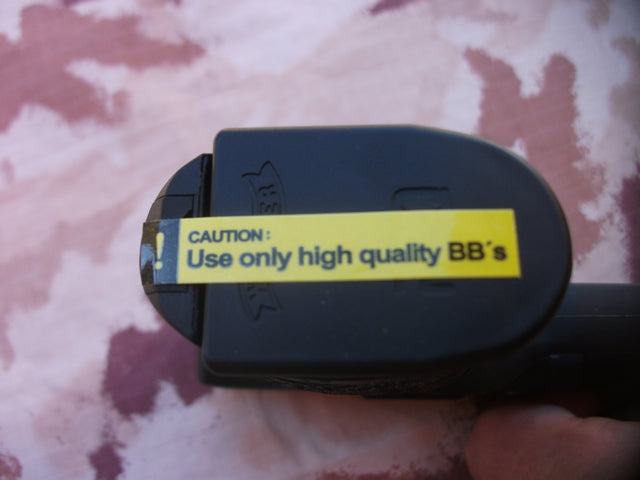 !
CAUTION:
Use only high quality BB´s